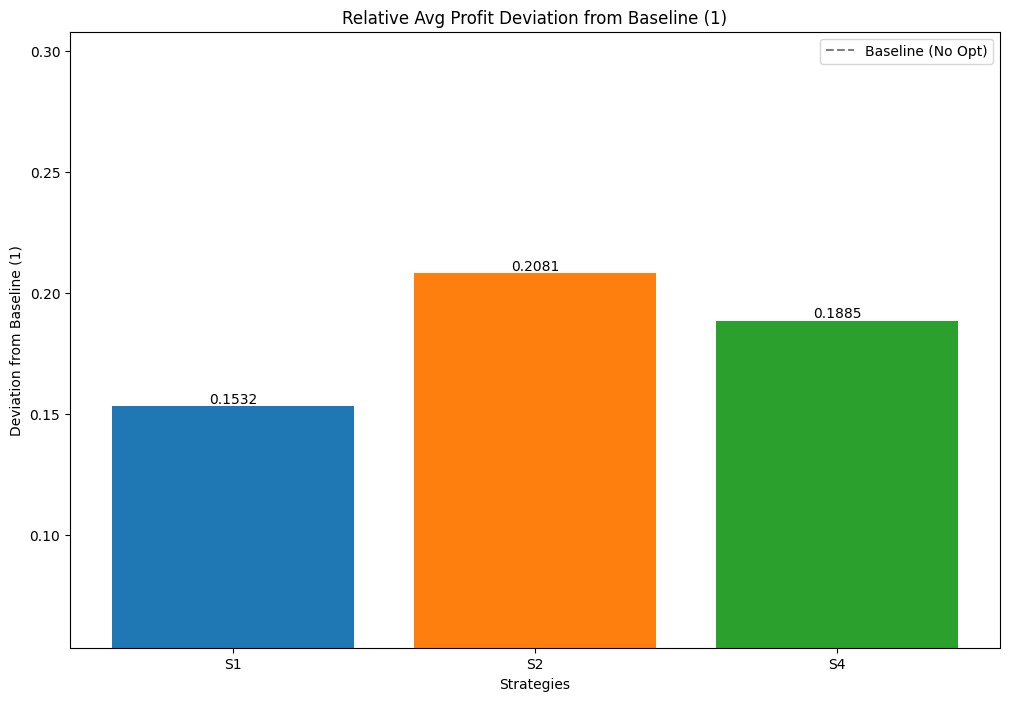 Relative Avg Profit Deviation from Baseline (1)
Baseline (No Opt)
Deviation from Baseline (1)
0.30
0.25
0.20
0.15
0.10
0.1532
0.2081
0.1885
S1
S2
S4
Strategies